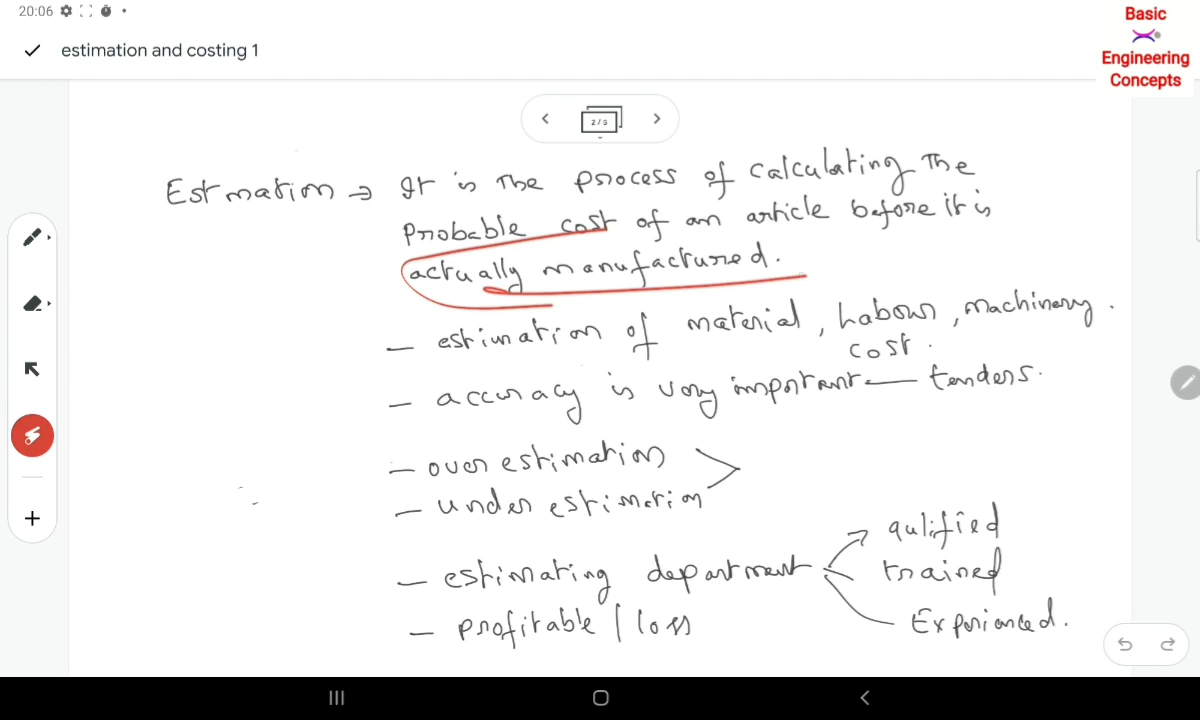 20:06
Basic
Engineering
Concepts
estimation and costing 1
2/5
Estmation → It is The process of calculating The
Probable cost of an article before it is
actually manufactured.
— estimation of material, Labour, machinery.
cost.
— accuracy is very important — tenders.
— over estimation
— under estimation
— estimating department
qulified
trained
Experianced.
— profitable / loss